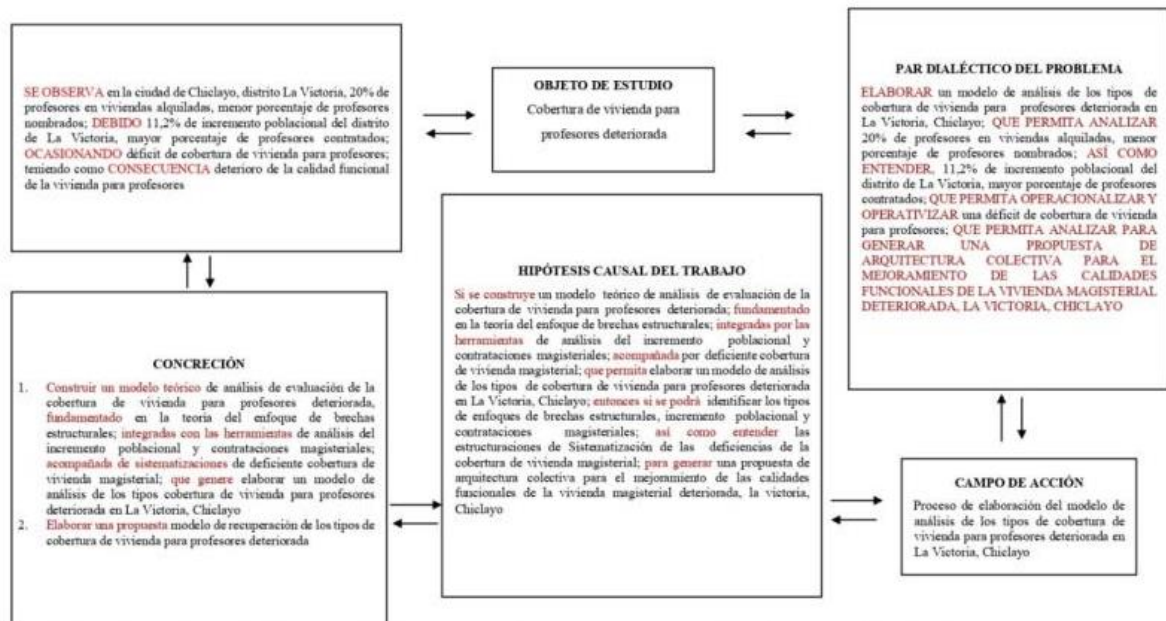 SE OBSERVA en la ciudad de Chiclayo, distrito La Victoria, 20% de
profesores en viviendas alquiladas, menor porcentaje de profesores
nombrados; DEBIDO 11,2% de incremento poblacional del distrito
de La Victoria, mayor porcentaje de profesores contratados;
OCASIONANDO déficit de cobertura de vivienda para profesores;
teniendo como CONSECUENCIA deterioro de la calidad funcional
de la vivienda para profesores
OBJETO DE ESTUDIO
Cobertura de vivienda para
profesores deteriorada
PAR DIALÉCTICO DEL PROBLEMA
ELABORAR un modelo de análisis de los tipos de
cobertura de vivienda para profesores deteriorada en
La Victoria, Chiclayo; QUE PERMITA ANALIZAR
20% de profesores en viviendas alquiladas, menor
porcentaje de profesores nombrados; ASÍ COMO
ENTENDER, 11,2% de incremento poblacional del
distrito de La Victoria, mayor porcentaje de profesores
contratados; QUE PERMITA OPERACIONALIZAR Y
OPERATIVIZAR una déficit de cobertura de vivienda
para profesores; QUE PERMITA ANALIZAR PARA
GENERAR UNA PROPUESTA DE
ARQUITECTURA COLECTIVA PARA EL
MEJORAMIENTO DE LAS CALIDADES
FUNCIONALES DE LA VIVIENDA MAGISTERIAL
DETERIORADA, LA VICTORIA, CHICLAYO
CONCRECIÓN
1. Construir un modelo teórico de análisis de evaluación de la
cobertura de vivienda para profesores deteriorada,
fundamentado en la teoría del enfoque de brechas
estructurales; integradas con las herramientas de análisis del
incremento poblacional y contrataciones magisteriales;
acompañada de sistematizaciones de deficiente cobertura de
vivienda magisterial; que genere elaborar un modelo de
análisis de los tipos cobertura de vivienda para profesores
deteriorada en La Victoria, Chiclayo
2. Elaborar una propuesta modelo de recuperación de los tipos de
cobertura de vivienda para profesores deteriorada
HIPÓTESIS CAUSAL DEL TRABAJO
Si se construye un modelo teórico de análisis de evaluación de la
cobertura de vivienda para profesores deteriorada; fundamentado
en la teoría del enfoque de brechas estructurales; integradas por las
herramientas de análisis del incremento poblacional y
contrataciones magisteriales; acompañada por deficiente cobertura
de vivienda magisterial; que permita elaborar un modelo de análisis
de los tipos de cobertura de vivienda para profesores deteriorada
en La Victoria, Chiclayo; entonces si se podrá identificar los tipos
de enfoques de brechas estructurales, incremento poblacional y
contrataciones magisteriales; así como entender las
estructuraciones de Sistematización de las deficiencias de la
cobertura de vivienda magisterial; para generar una propuesta de
arquitectura colectiva para el mejoramiento de las calidades
funcionales de la vivienda magisterial deteriorada, la victoria,
Chiclayo
CAMPO DE ACCIÓN
Proceso de elaboración del modelo de
análisis de los tipos de cobertura de
vivienda para profesores deteriorada en
La Victoria, Chiclayo